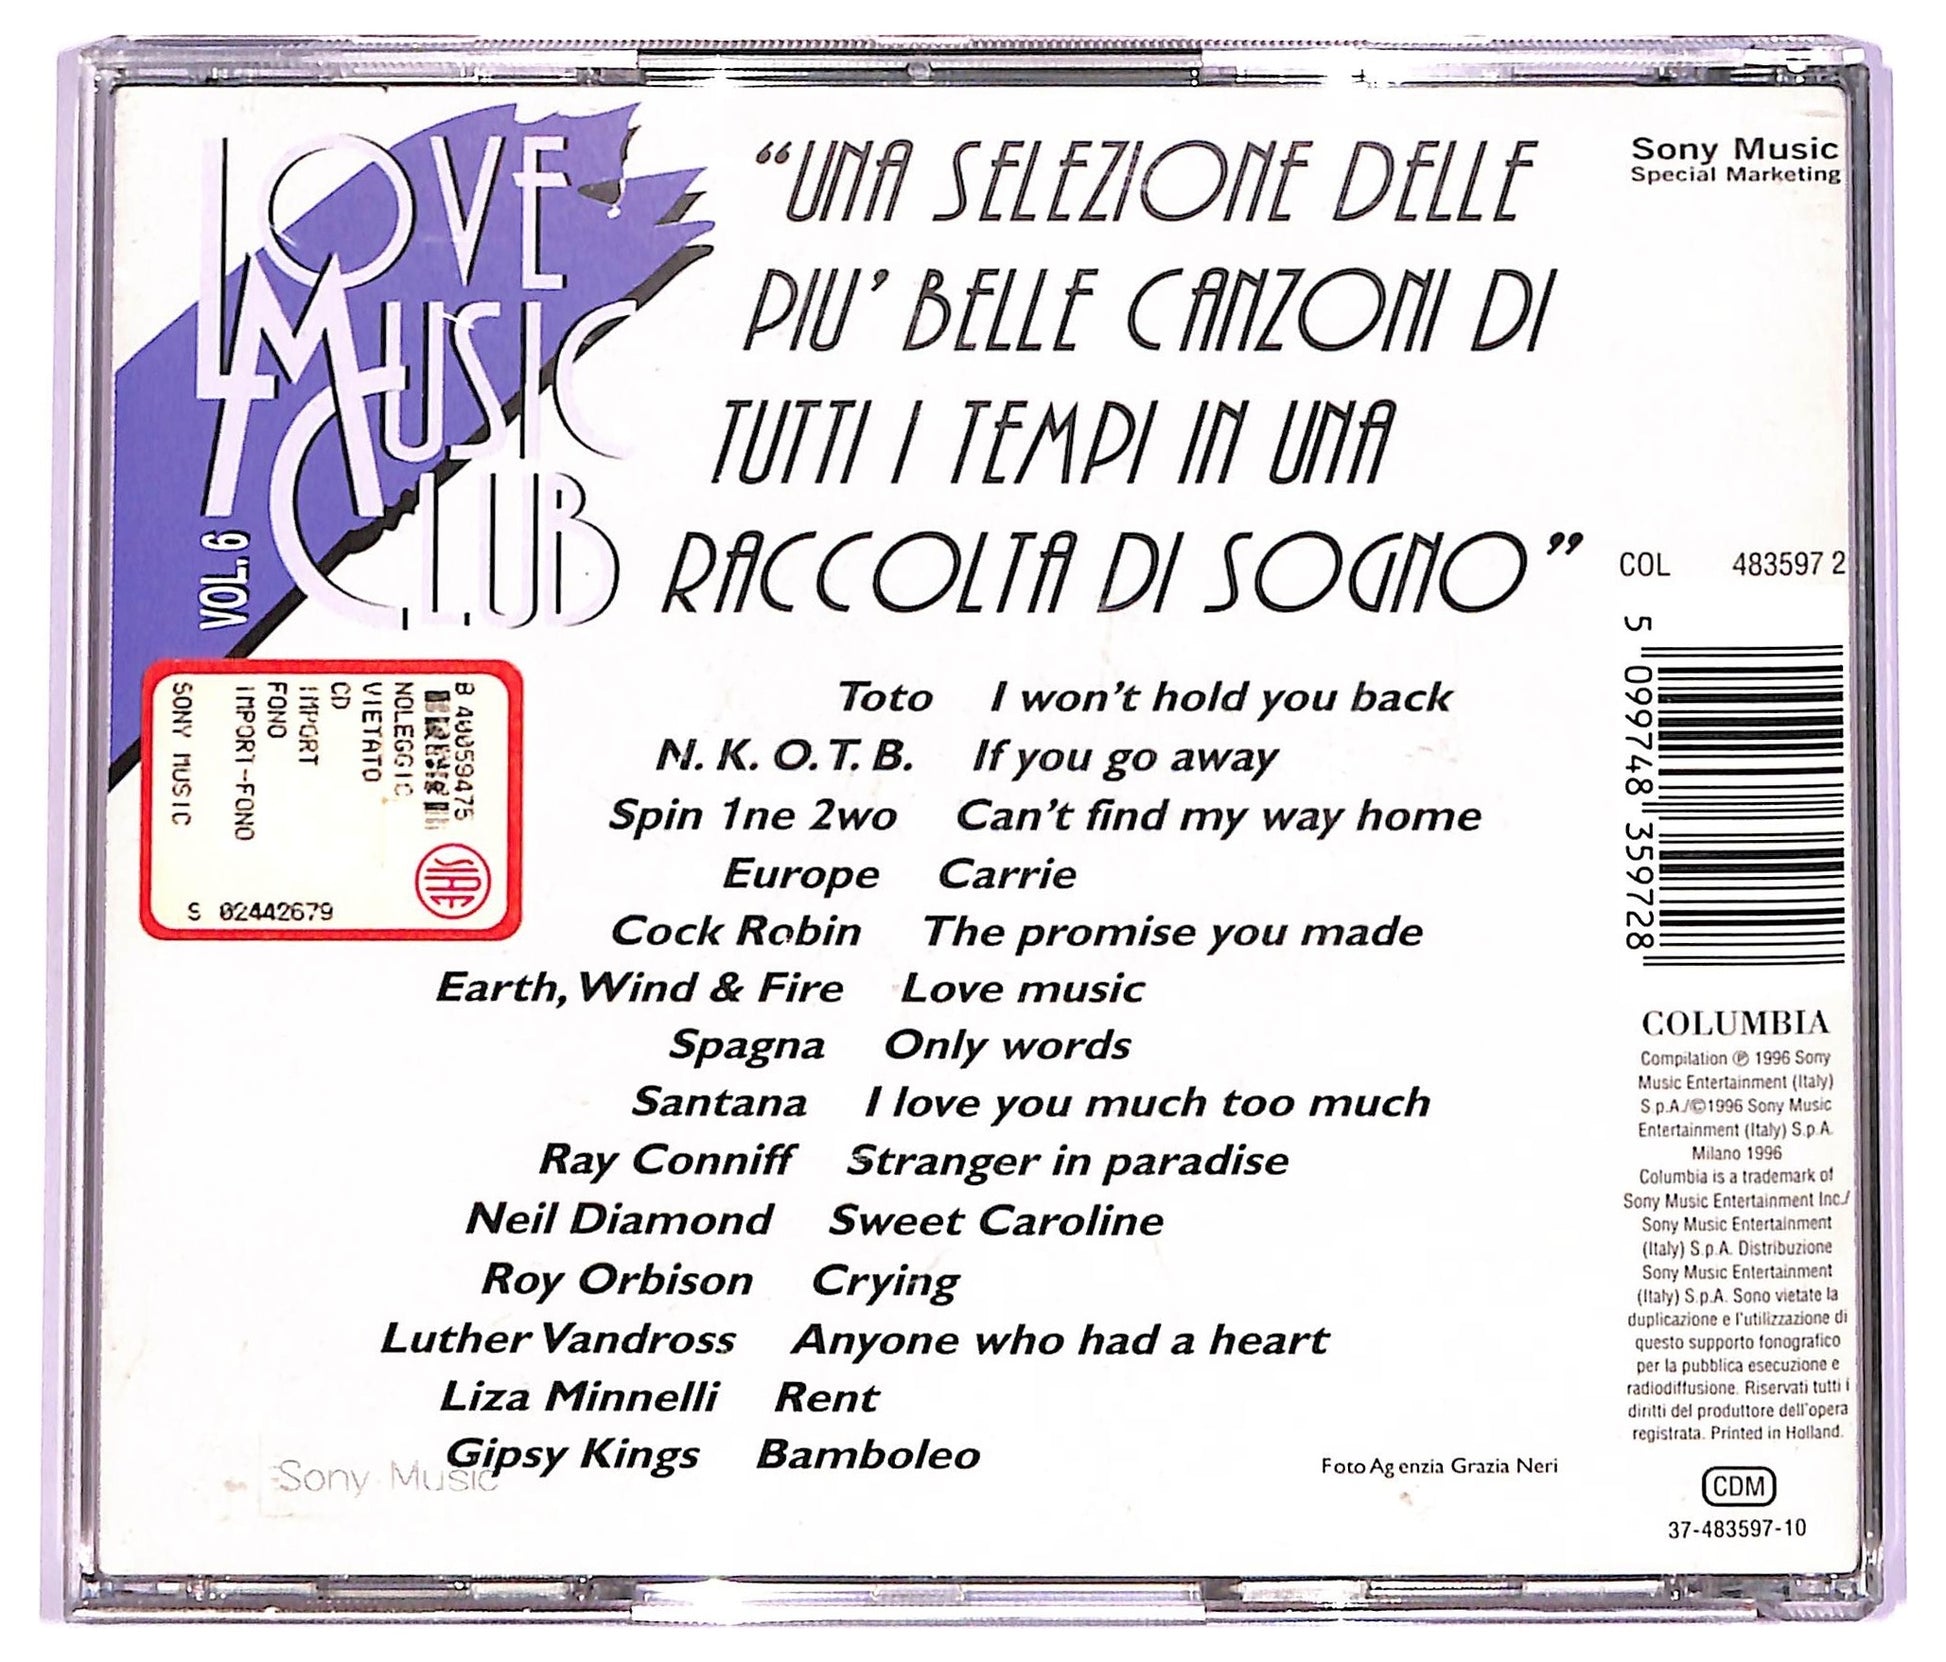 LOVE
MUSIC
CLUB
VOL. 6
“UNA SELEZIONE DELLE
PIU’ BELLE CANZONI DI
TUTTI I TEMPI IN UNA
RACCOLTA DI SOGNO”
Sony Music
Special Marketing
COL 483597 2
5 099748 359728
B 40059475
NOLEGGIO
VIETATO
CD
IMPORT
FONO
IMPORT-FONO
SONY MUSIC
S 02442679
SIAE
Toto I won’t hold you back
N. K. O. T. B. If you go away
Spin 1ne 2wo Can’t find my way home
Europe Carrie
Cock Robin The promise you made
Earth, Wind & Fire Love music
Spagna Only words
Santana I love you much too much
Ray Conniff Stranger in paradise
Neil Diamond Sweet Caroline
Roy Orbison Crying
Luther Vandross Anyone who had a heart
Liza Minnelli Rent
Gipsy Kings Bamboleo
Sony Music
Foto Agenzia Grazia Neri
COLUMBIA
Compilation ℗ 1996 Sony
Music Entertainment (Italy)
S.p.A./©1996 Sony Music
Entertainment (Italy) S.p.A.
Milano 1996
Columbia is a trademark of
Sony Music Entertainment Inc./
Sony Music Entertainment
(Italy) S.p.A. Distribuzione
Sony Music Entertainment
(Italy) S.p.A. Sono vietate la
duplicazione e l'utilizzazione di
questo supporto fonografico
per la pubblica esecuzione e
radiodiffusione. Riservati tutti i
diritti del produttore dell'opera
registrata. Printed in Holland.
CDM
37-483597-10